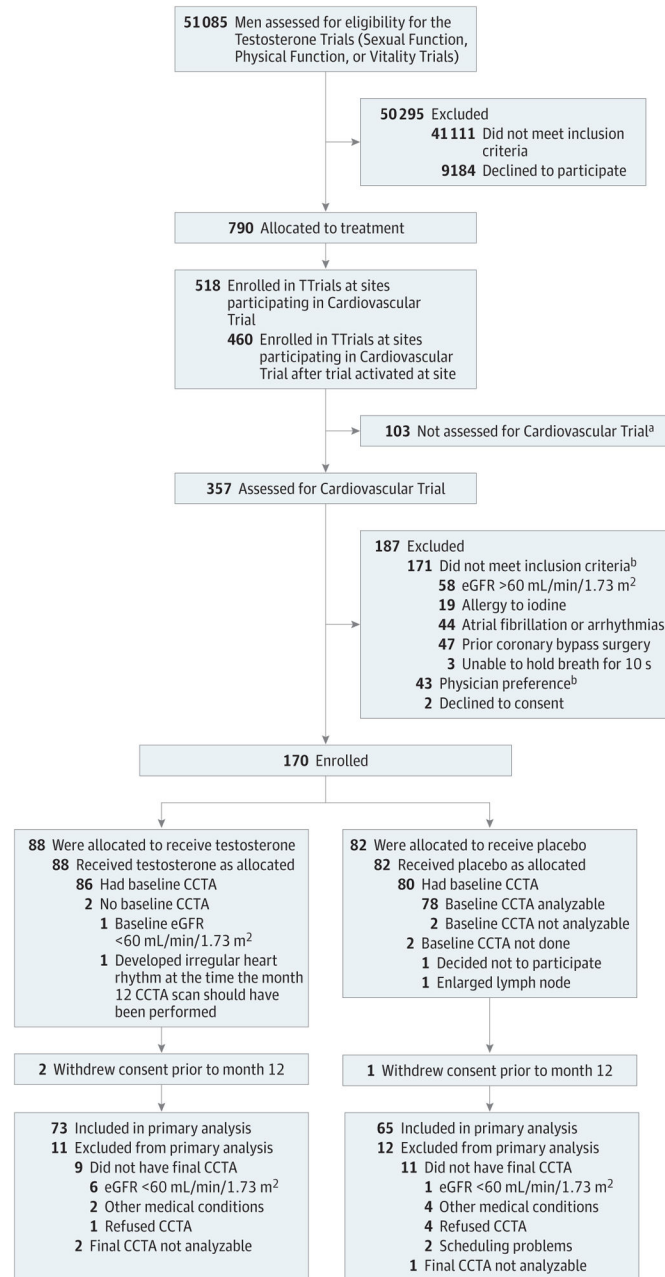 51 085 Men assessed for eligibility for the
Testosterone Trials (Sexual Function,
Physical Function, or Vitality Trials)
50 295 Excluded
41 111 Did not meet inclusion
criteria
9184 Declined to participate
790 Allocated to treatment
518 Enrolled in TTrials at sites
participating in Cardiovascular
Trial
460 Enrolled in TTrials at sites
participating in Cardiovascular
Trial after trial activated at site
103 Not assessed for Cardiovascular Trialᵃ
357 Assessed for Cardiovascular Trial
187 Excluded
171 Did not meet inclusion criteriaᵇ
58 eGFR >60 mL/min/1.73 m²
19 Allergy to iodine
44 Atrial fibrillation or arrhythmias
47 Prior coronary bypass surgery
3 Unable to hold breath for 10 s
43 Physician preferenceᵇ
2 Declined to consent
170 Enrolled
88 Were allocated to receive testosterone
88 Received testosterone as allocated
86 Had baseline CCTA
2 No baseline CCTA
1 Baseline eGFR
<60 mL/min/1.73 m²
1 Developed irregular heart
rhythm at the time the month
12 CCTA scan should have
been performed
82 Were allocated to receive placebo
82 Received placebo as allocated
80 Had baseline CCTA
78 Baseline CCTA analyzable
2 Baseline CCTA not analyzable
2 Baseline CCTA not done
1 Decided not to participate
1 Enlarged lymph node
2 Withdrew consent prior to month 12
1 Withdrew consent prior to month 12
73 Included in primary analysis
11 Excluded from primary analysis
9 Did not have final CCTA
6 eGFR <60 mL/min/1.73 m²
2 Other medical conditions
1 Refused CCTA
2 Final CCTA not analyzable
65 Included in primary analysis
12 Excluded from primary analysis
11 Did not have final CCTA
1 eGFR <60 mL/min/1.73 m²
4 Other medical conditions
4 Refused CCTA
2 Scheduling problems
1 Final CCTA not analyzable